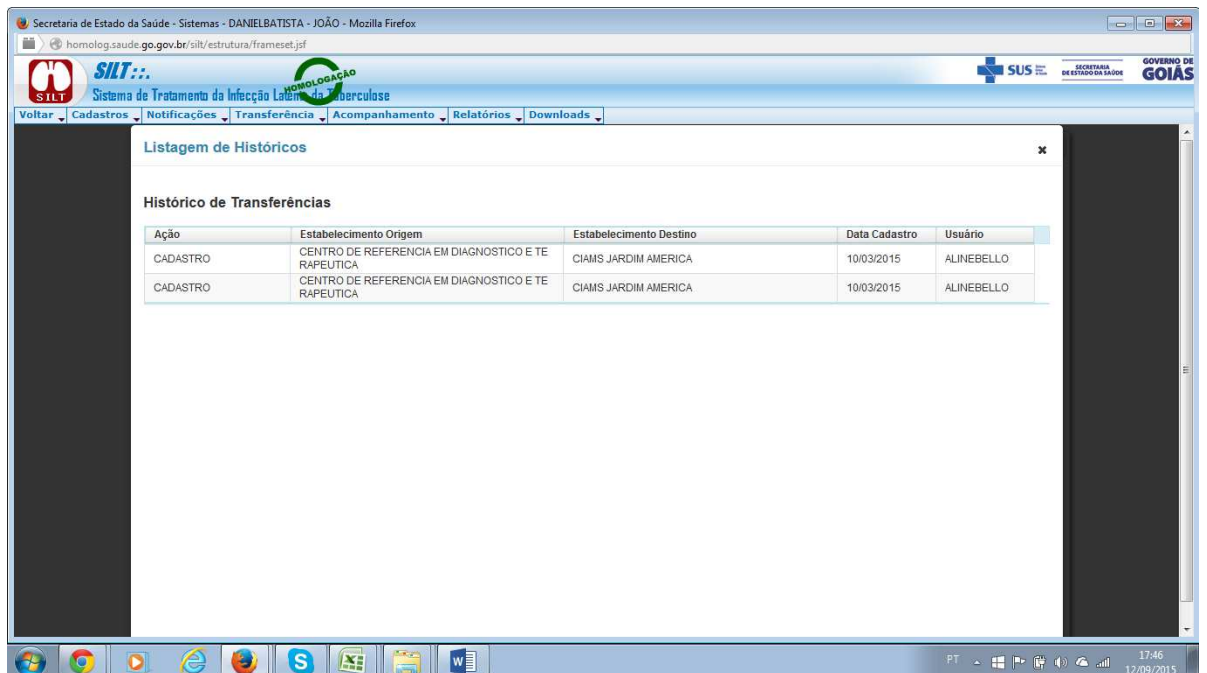 Secretaria de Estado da Saúde - Sistemas - DANIELBATISTA - JOÃO - Mozilla Firefox
homolog.saude.go.gov.br/silt/estrutura/frameset.jsf
SILT
SILT::.
HOMOLOGAÇÃO
Sistema de Tratamento da Infecção Latente da Tuberculose
SUS
SECRETARIA
DE ESTADO DA SAÚDE
GOVERNO DE
GOIÁS
Voltar Cadastros Notificações Transferência Acompanhamento Relatórios Downloads
Listagem de Históricos
Histórico de Transferências
Ação Estabelecimento Origem Estabelecimento Destino Data Cadastro Usuário
CADASTRO CENTRO DE REFERENCIA EM DIAGNOSTICO E TE
RAPEUTICA CIAMS JARDIM AMERICA 10/03/2015 ALINEBELLO
CADASTRO CENTRO DE REFERENCIA EM DIAGNOSTICO E TE
RAPEUTICA CIAMS JARDIM AMERICA 10/03/2015 ALINEBELLO
PT
17:46
12/09/2015